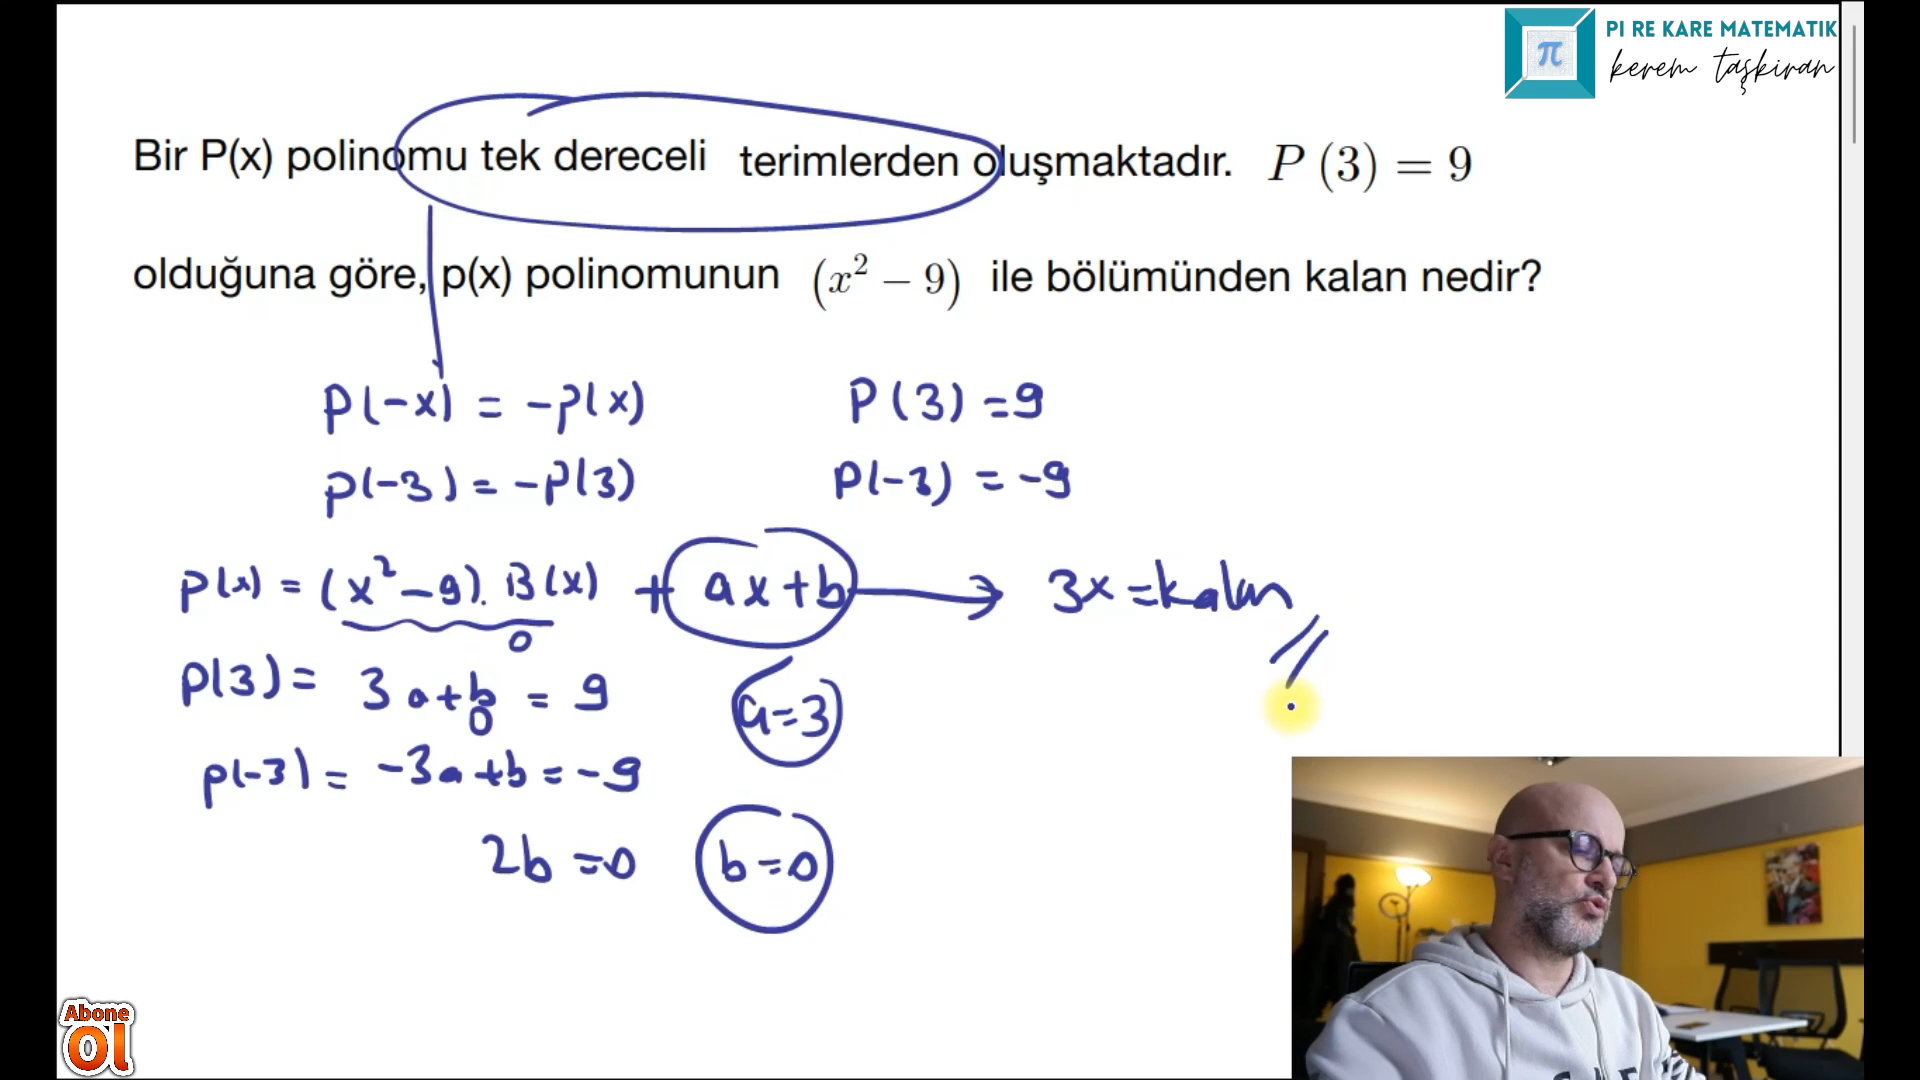 PI RE KARE MATEMATIK
kerem taşkıran
π
Bir P(x) polinomu tek dereceli terimlerden oluşmaktadır. P (3) = 9
olduğuna göre, p(x) polinomunun (x² − 9) ile bölümünden kalan nedir?
P(-x) = -P(x) P(3) = 9
P(-3) = -P(3) P(-3) = -9
P(x) = (x²-9). B(x) + ax+b → 3x = kalan
0
P(3) = 3a+b = 9 a=3
0
P(-3) = -3a+b = -9
2b = 0 b=0
Abone
Ol